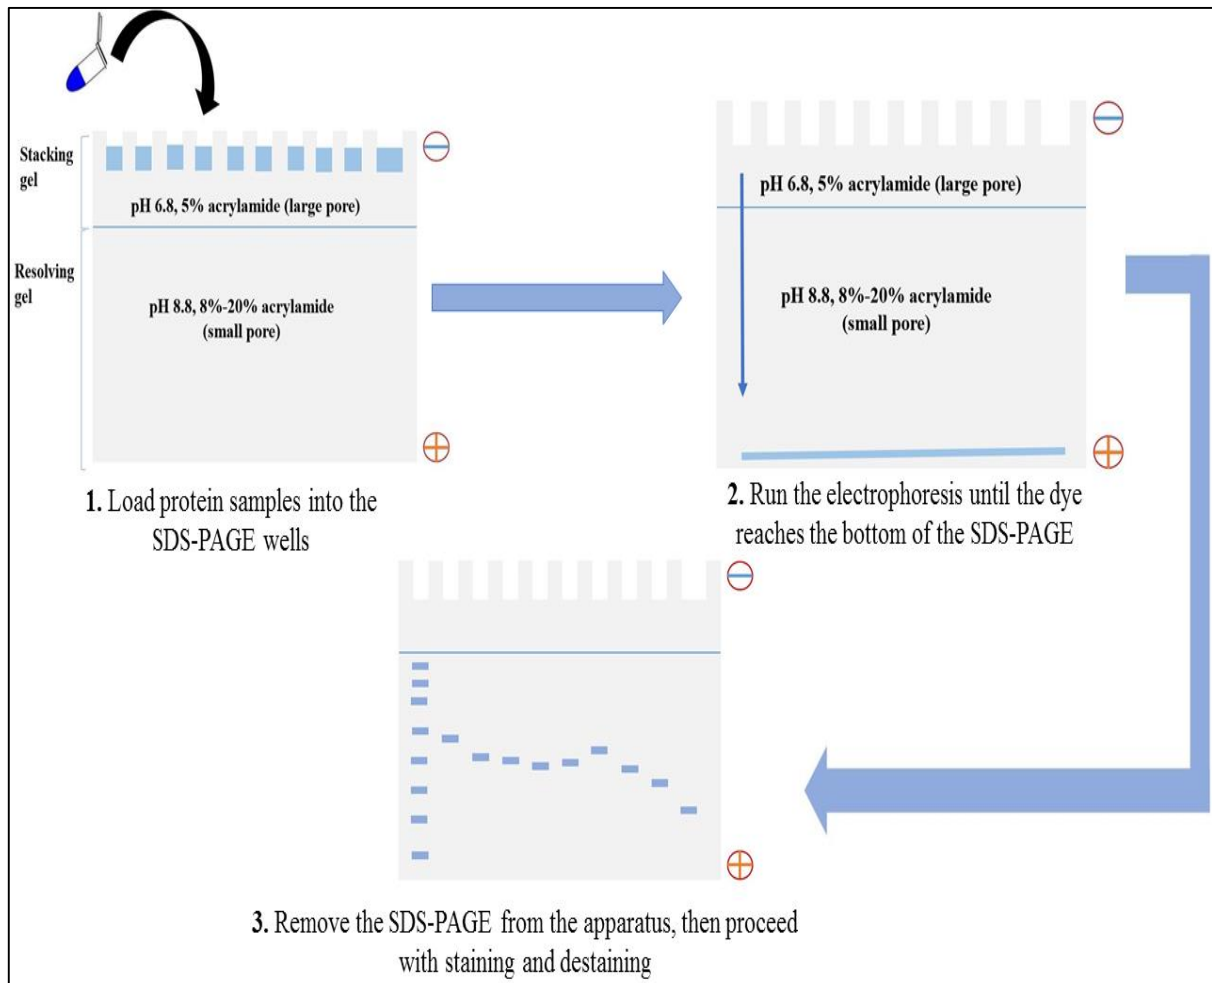 Stacking
gel
pH 6.8, 5% acrylamide (large pore)
Resolving
gel
pH 8.8, 8%-20% acrylamide
(small pore)
1. Load protein samples into the
SDS-PAGE wells
pH 6.8, 5% acrylamide (large pore)
pH 8.8, 8%-20% acrylamide
(small pore)
2. Run the electrophoresis until the dye
reaches the bottom of the SDS-PAGE
3. Remove the SDS-PAGE from the apparatus, then proceed
with staining and destaining